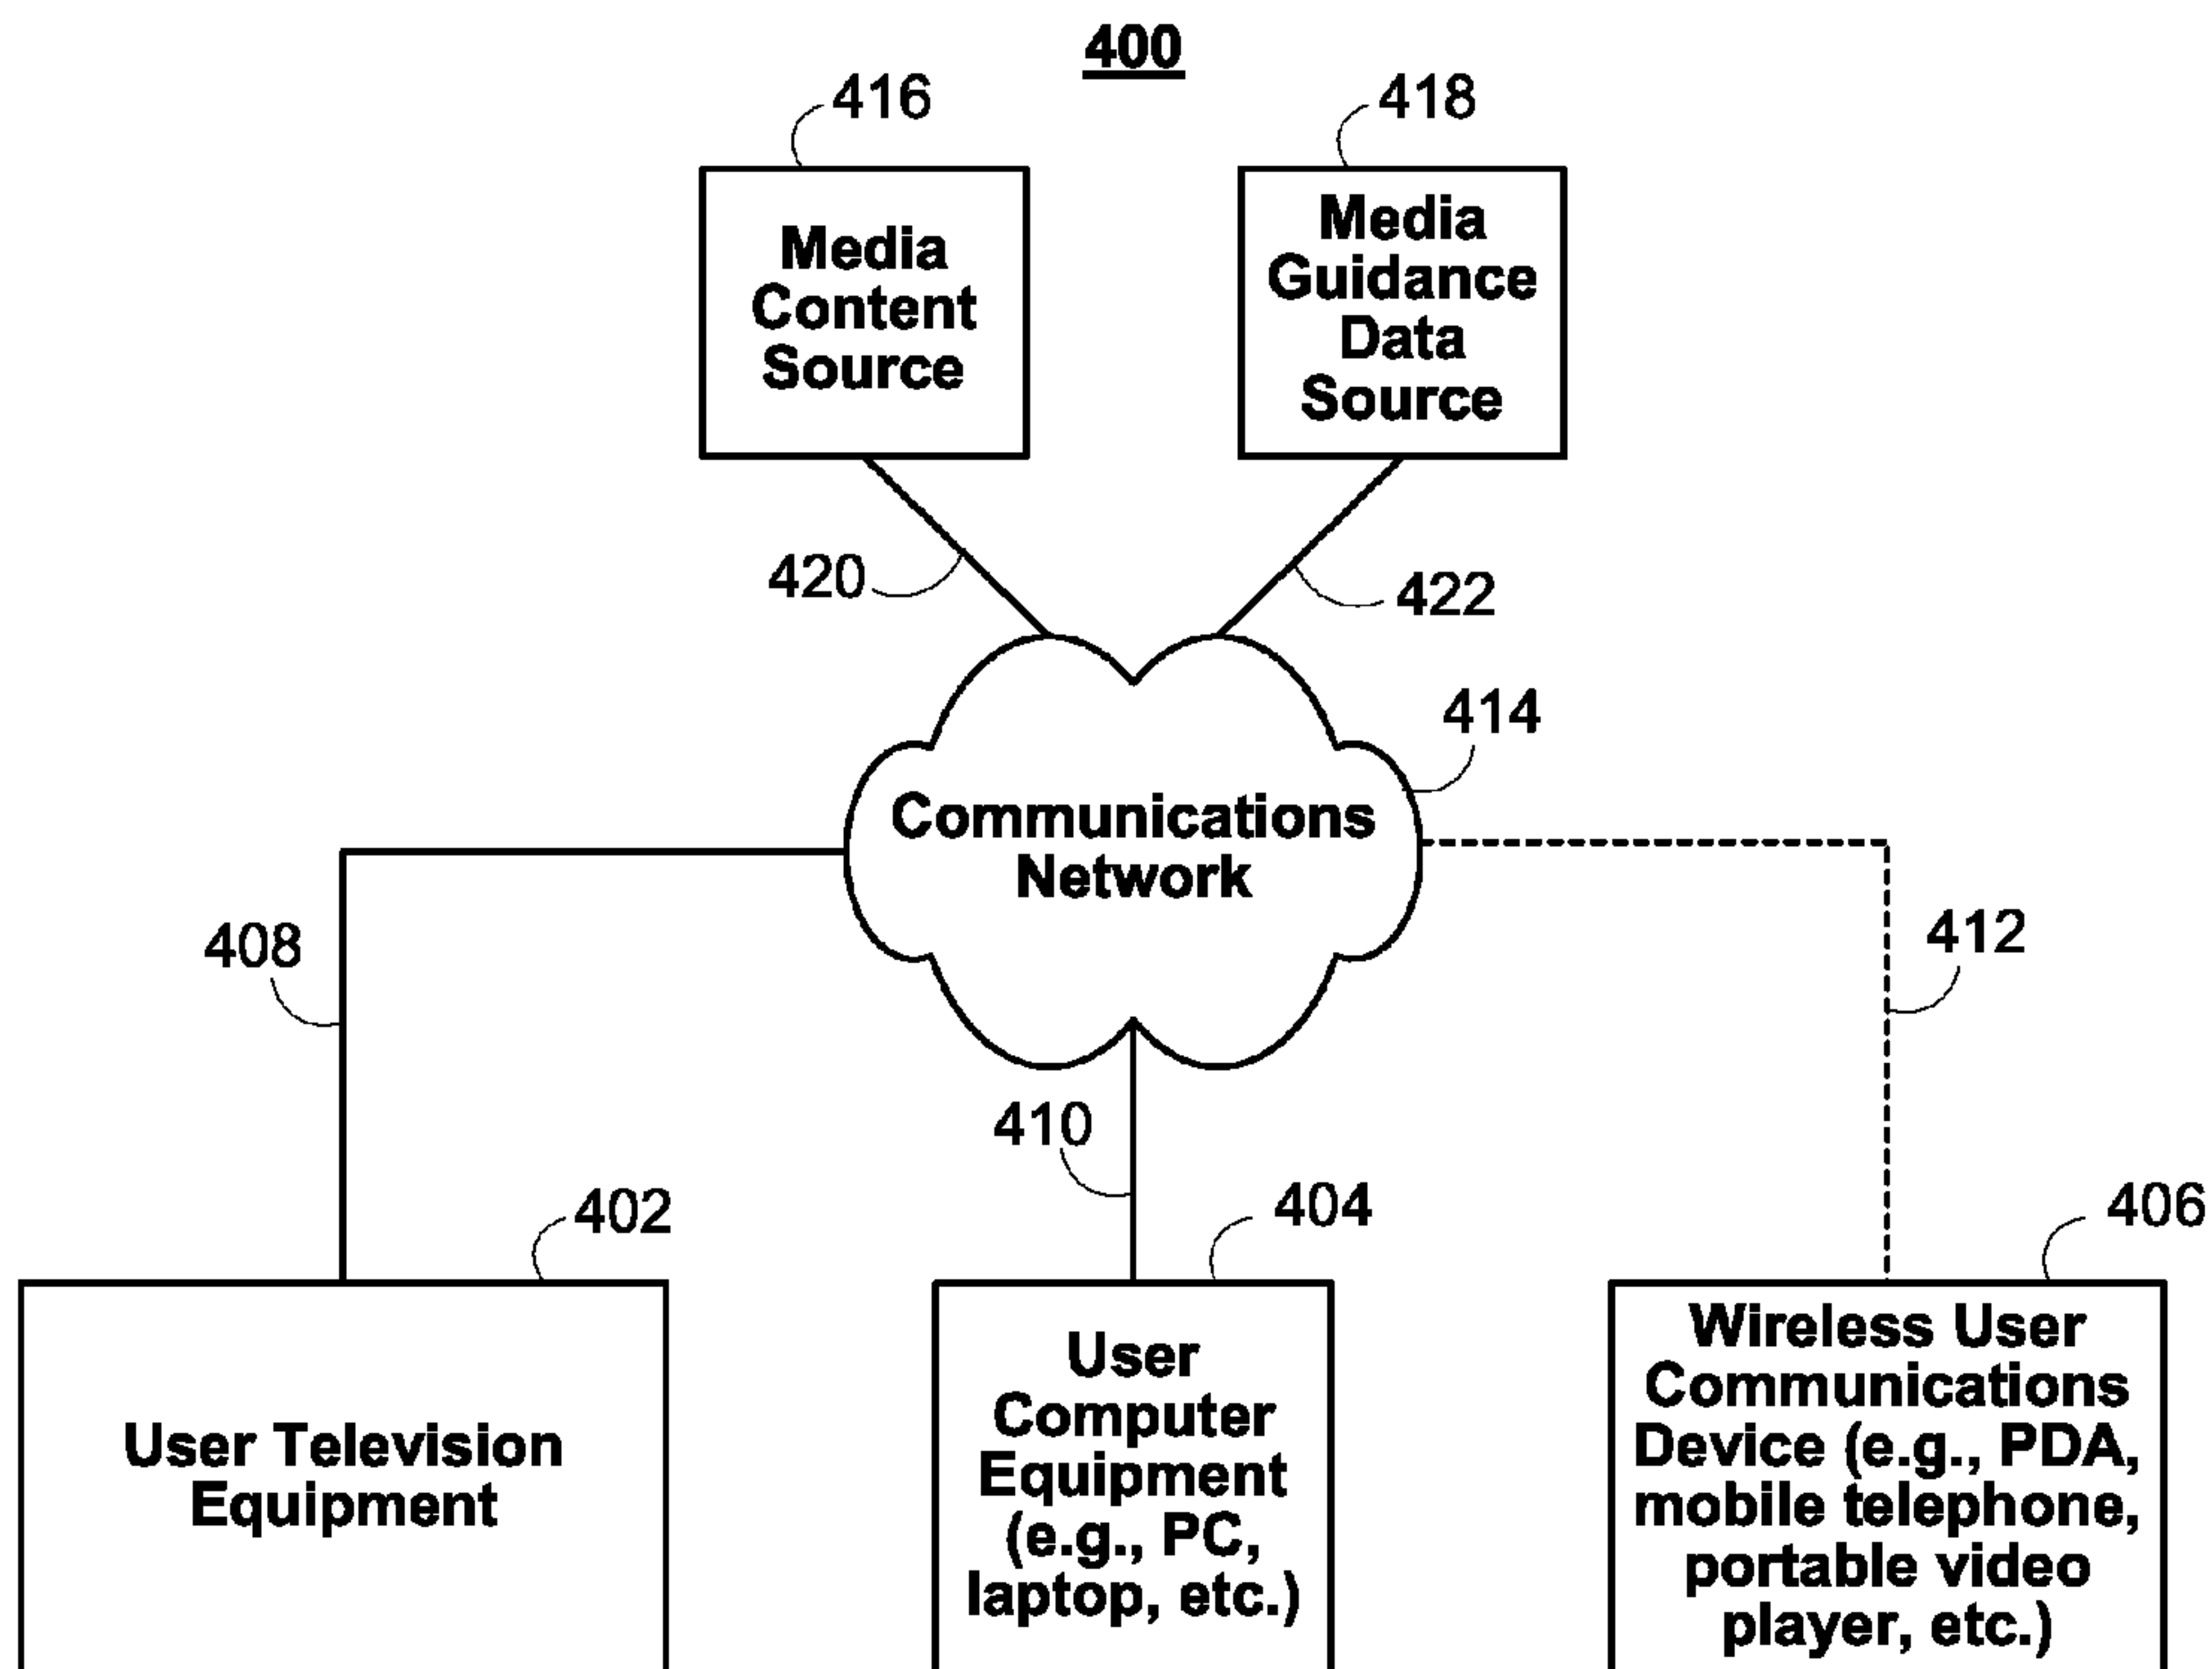 400
416
418
Media
Content
Source
Media
Guidance
Data
Source
420
422
414
Communications
Network
408
412
410
402
404
406
User Television
Equipment
User
Computer
Equipment
(e.g., PC,
laptop, etc.)
Wireless User
Communications
Device (e.g., PDA,
mobile telephone,
portable video
player, etc.)